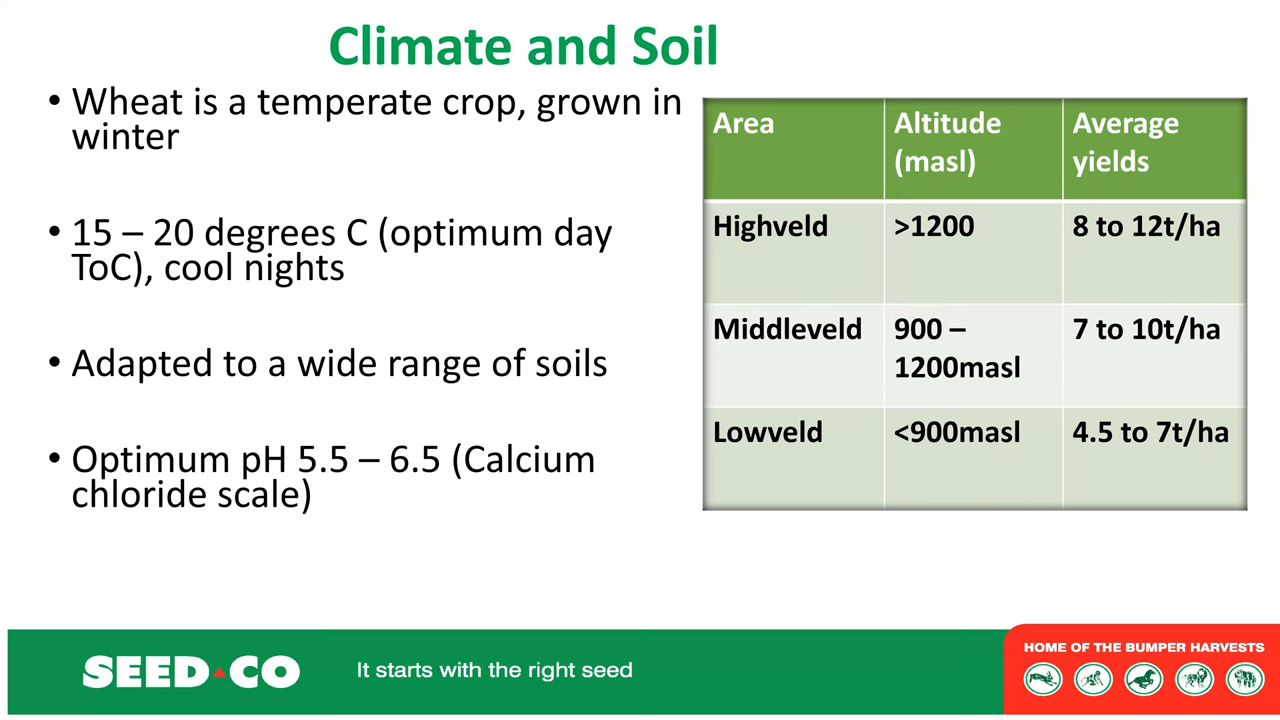 Climate and Soil
• Wheat is a temperate crop, grown in
winter
• 15 – 20 degrees C (optimum day
ToC), cool nights
• Adapted to a wide range of soils
• Optimum pH 5.5 – 6.5 (Calcium
chloride scale)
Area Altitude (masl) Average yields
Highveld >1200 8 to 12t/ha
Middleveld 900 – 1200masl 7 to 10t/ha
Lowveld <900masl 4.5 to 7t/ha
SEED CO It starts with the right seed
HOME OF THE BUMPER HARVESTS